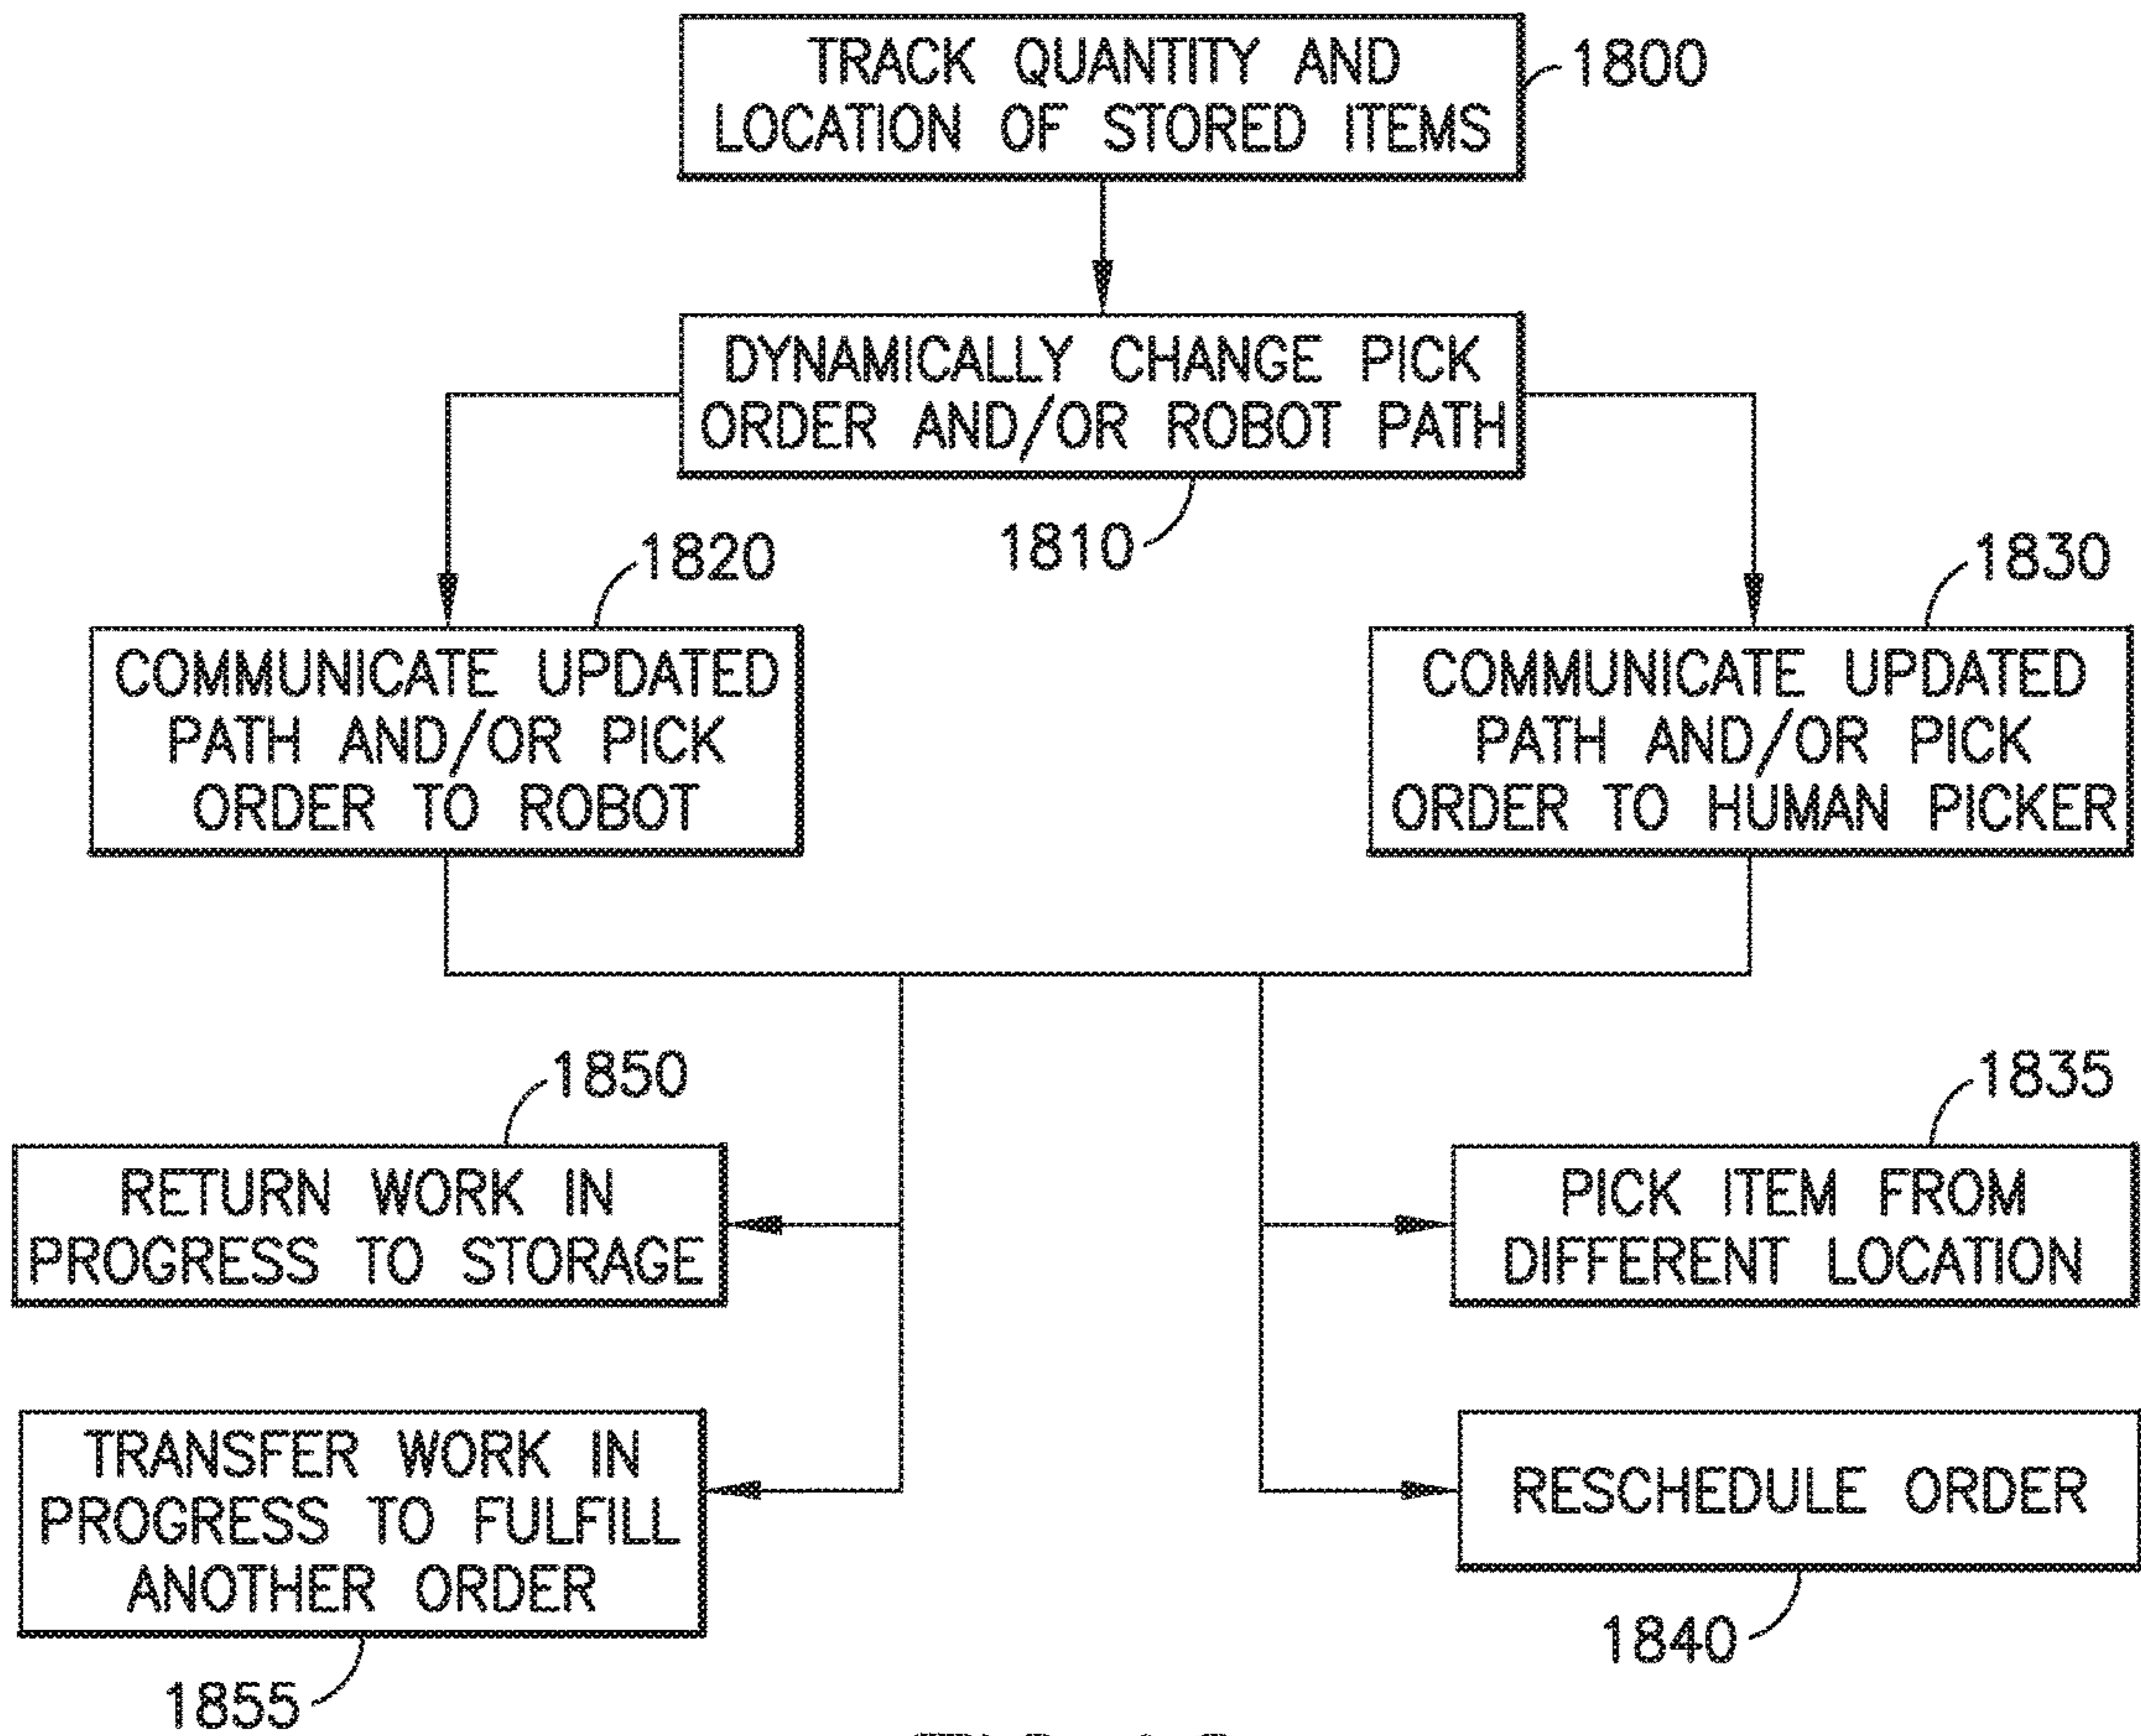 TRACK QUANTITY AND
LOCATION OF STORED ITEMS
1800
DYNAMICALLY CHANGE PICK
ORDER AND/OR ROBOT PATH
1810
1820
COMMUNICATE UPDATED
PATH AND/OR PICK
ORDER TO ROBOT
1830
COMMUNICATE UPDATED
PATH AND/OR PICK
ORDER TO HUMAN PICKER
1850
RETURN WORK IN
PROGRESS TO STORAGE
1835
PICK ITEM FROM
DIFFERENT LOCATION
TRANSFER WORK IN
PROGRESS TO FULFILL
ANOTHER ORDER
1855
RESCHEDULE ORDER
1840